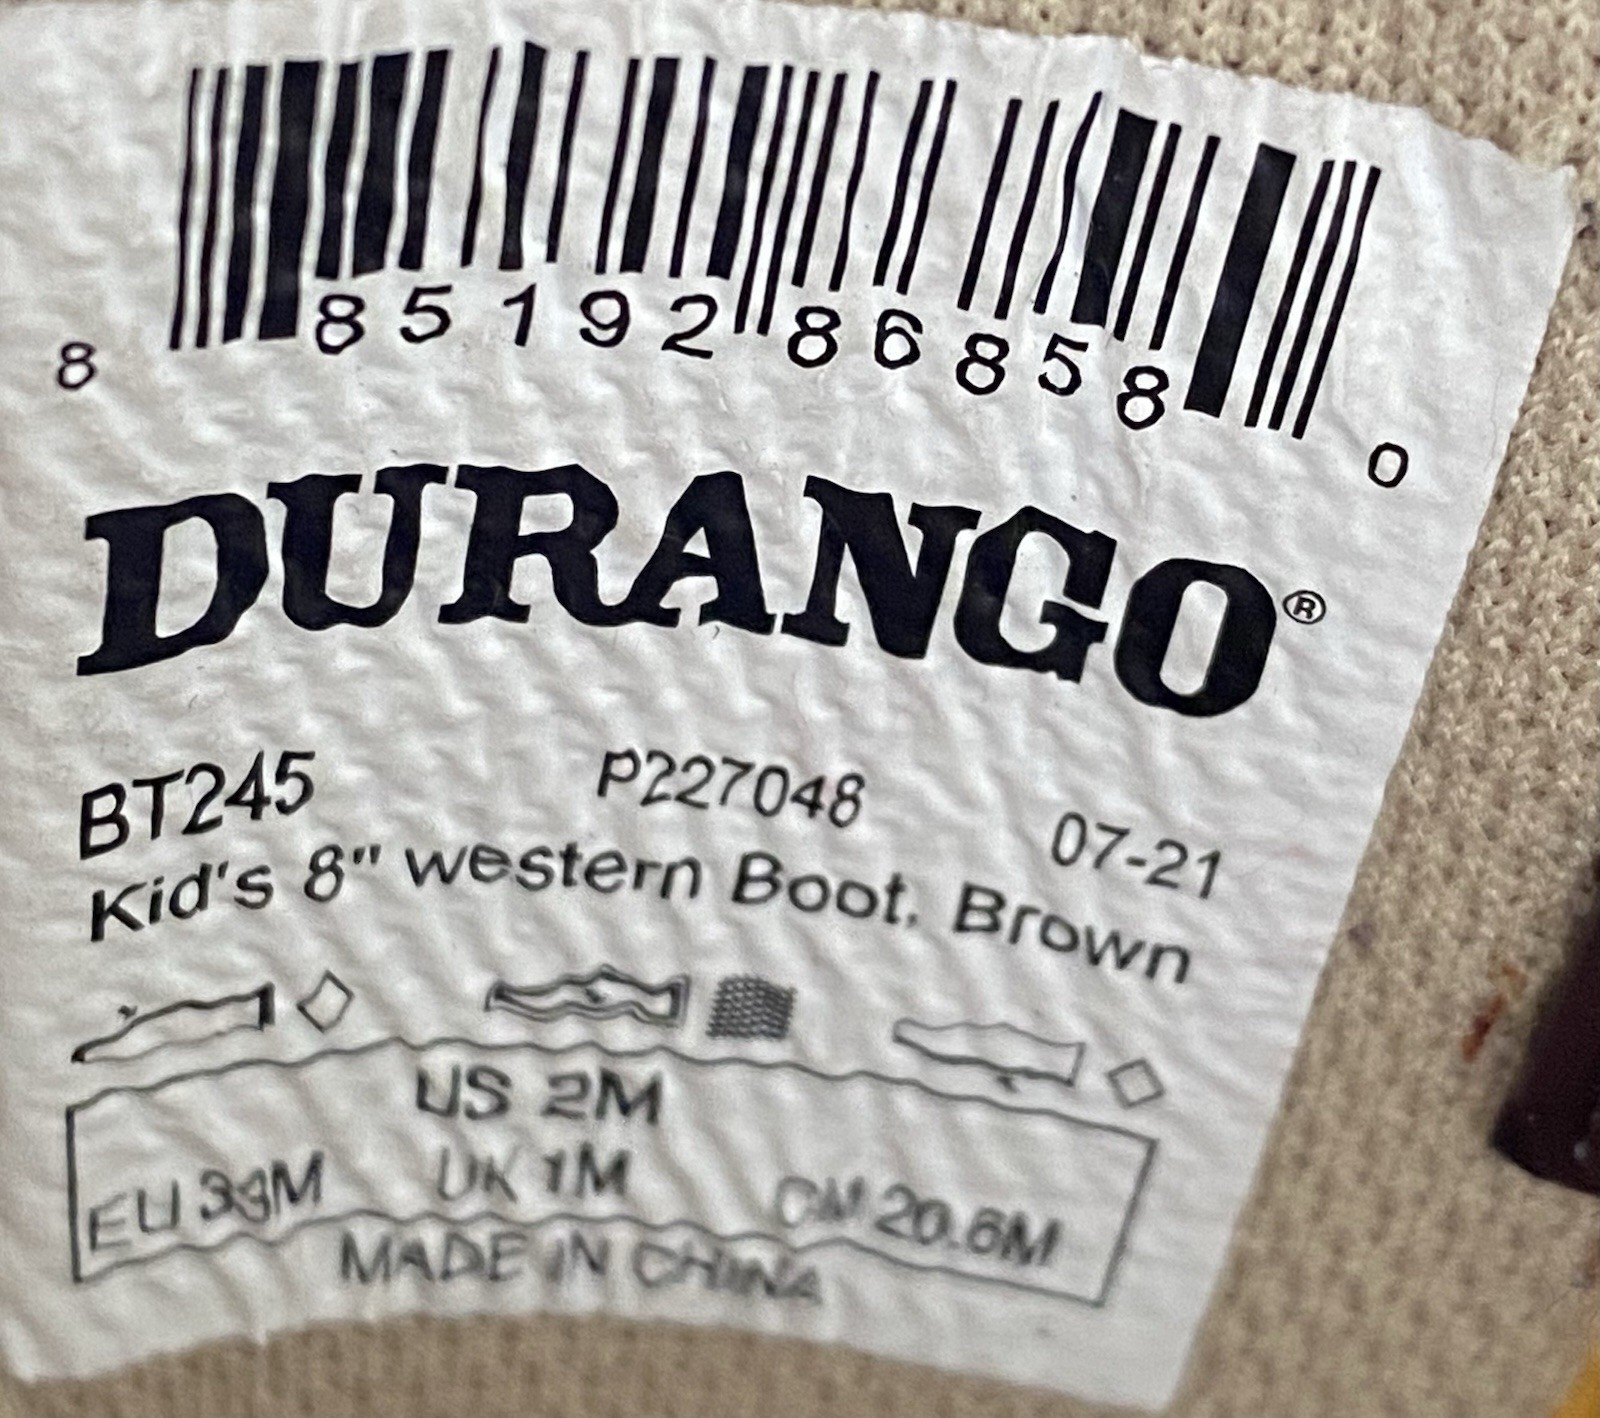 8 85192 86858 0
DURANGO®
BT245 P227048 07-21
Kid's 8" western Boot, Brown
US 2M
EU 33M UK 1M CM 20.6M
MADE IN CHINA